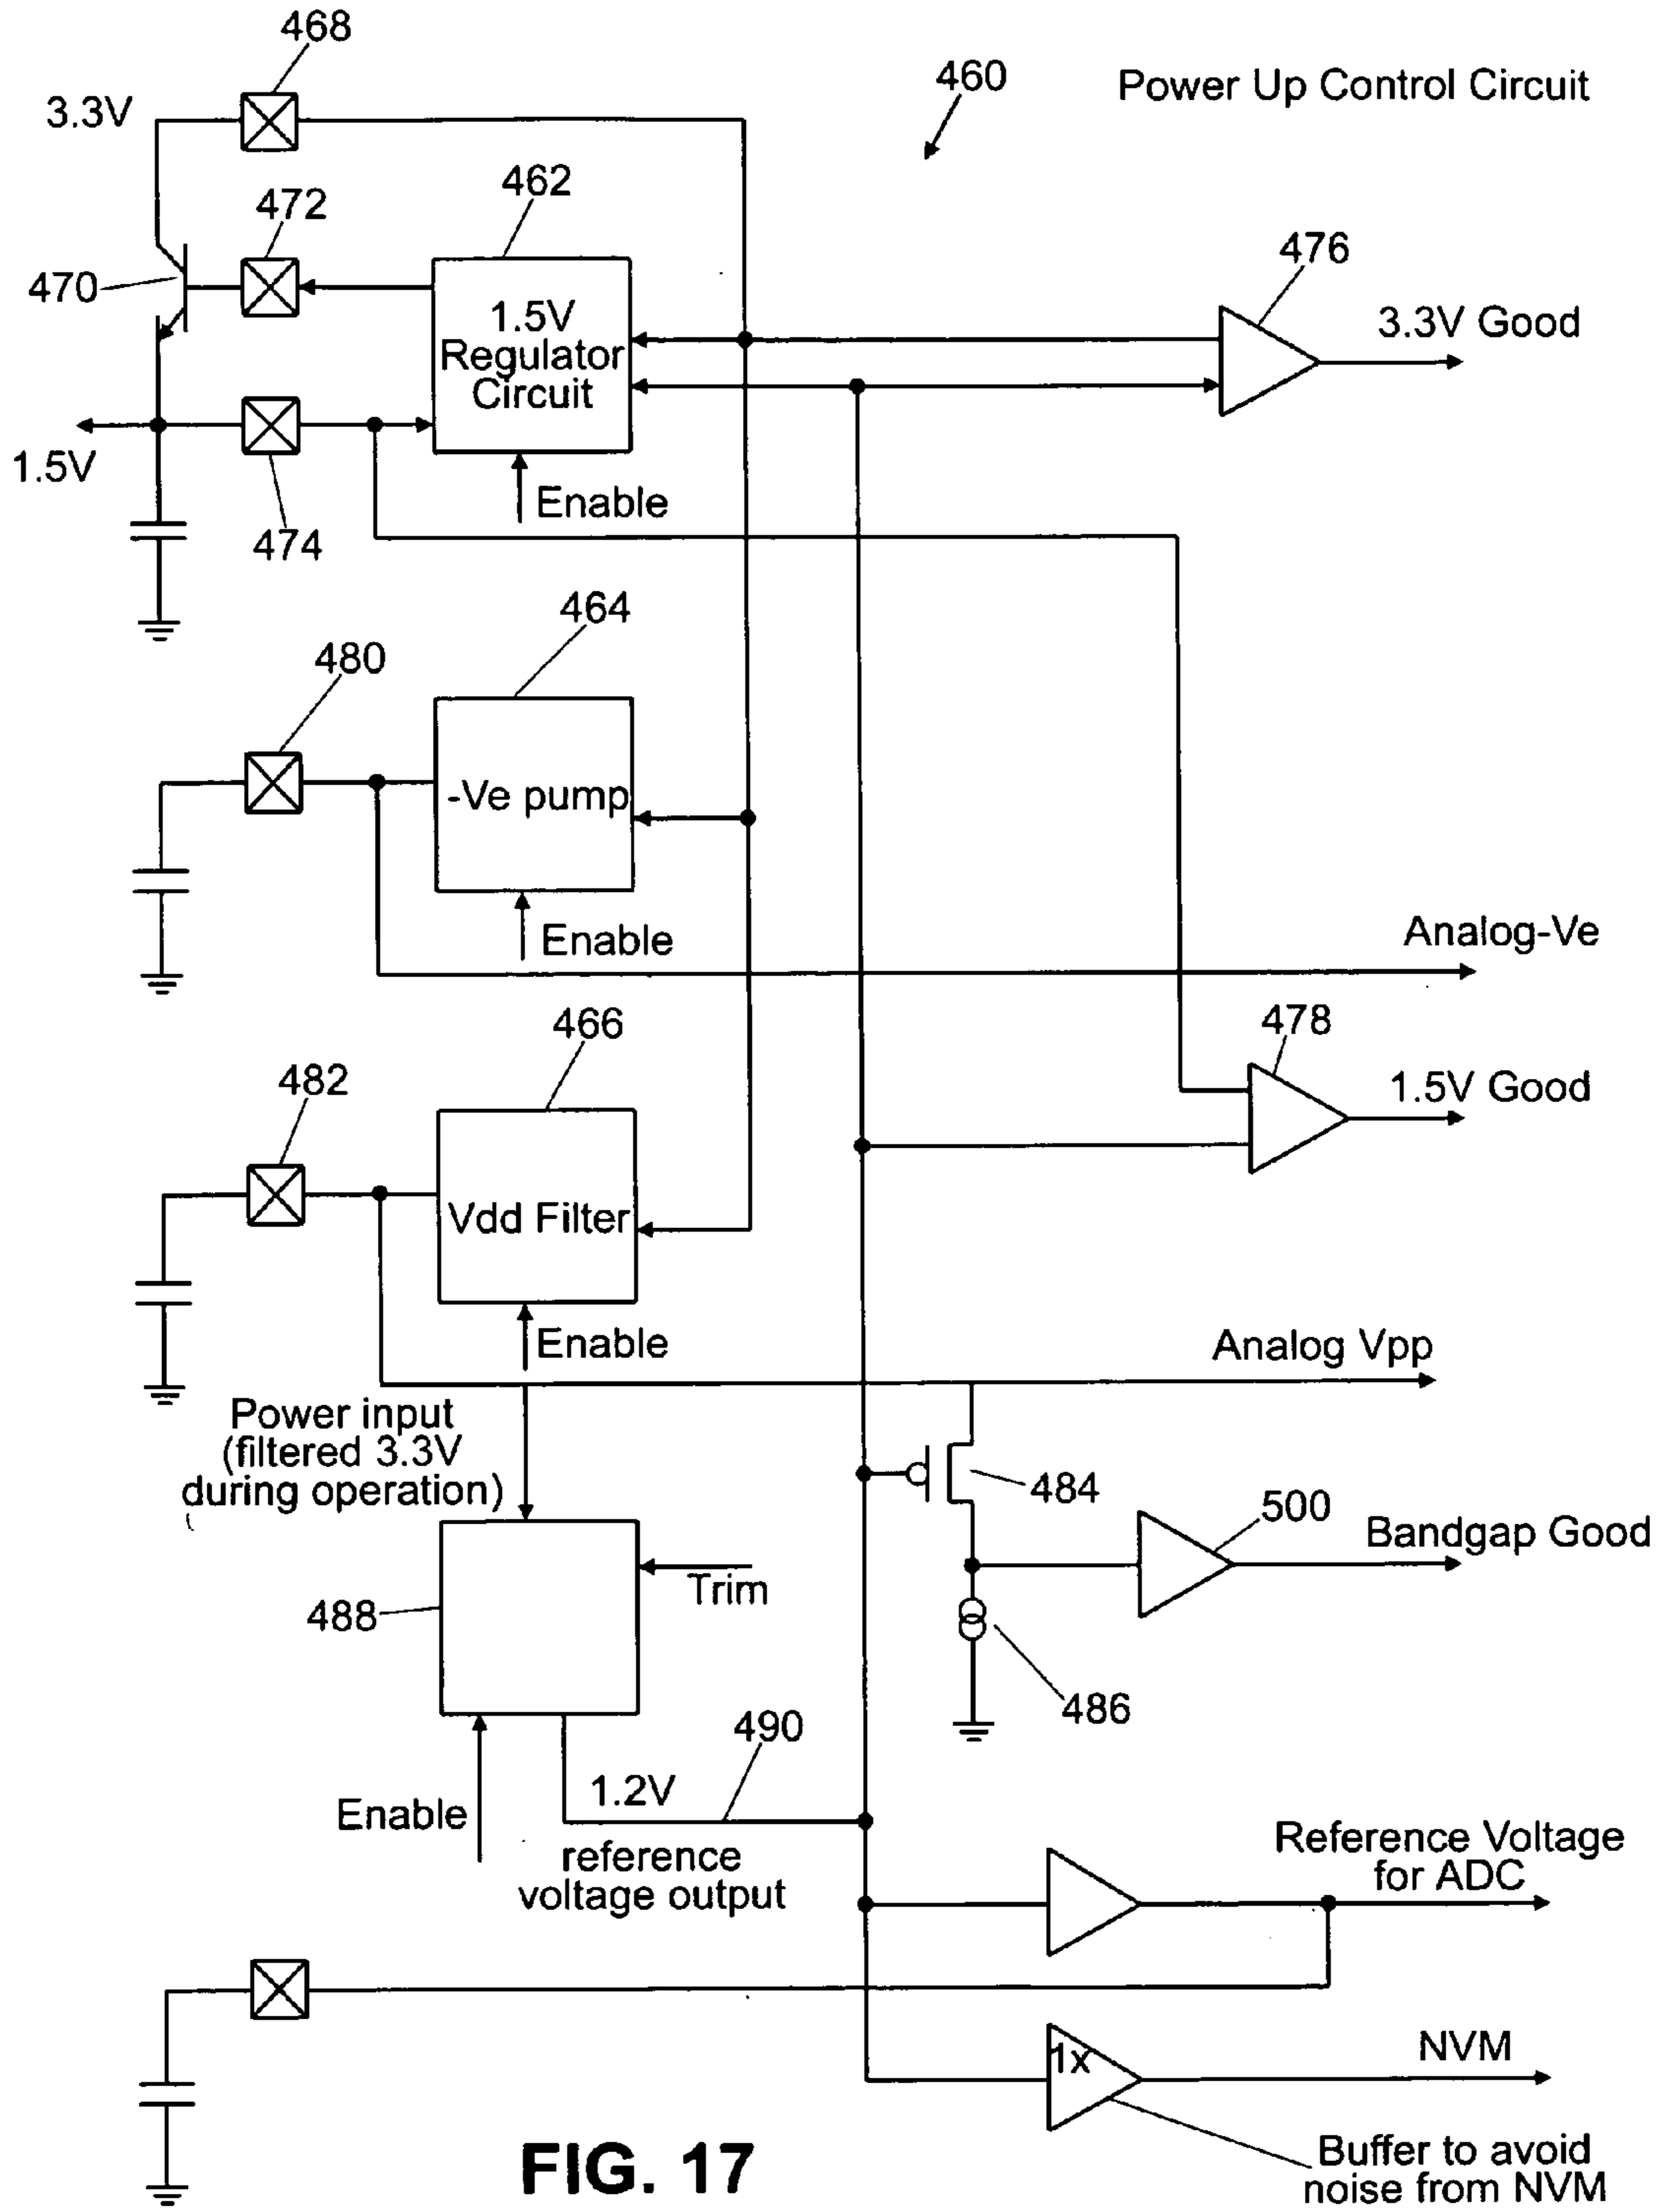 468
460
Power Up Control Circuit
3.3V
462
472
476
470
1.5V
Regulator
Circuit
3.3V Good
1.5V
Enable
474
464
480
-Ve pump
Enable
Analog-Ve
466
478
482
1.5V Good
Vdd Filter
Enable
Analog Vpp
Power input
(filtered 3.3V
during operation)
484
500
Bandgap Good
Trim
488
486
490
1.2V
Enable
reference
voltage output
Reference Voltage
for ADC
1x
NVM
Buffer to avoid
noise from NVM
FIG. 17